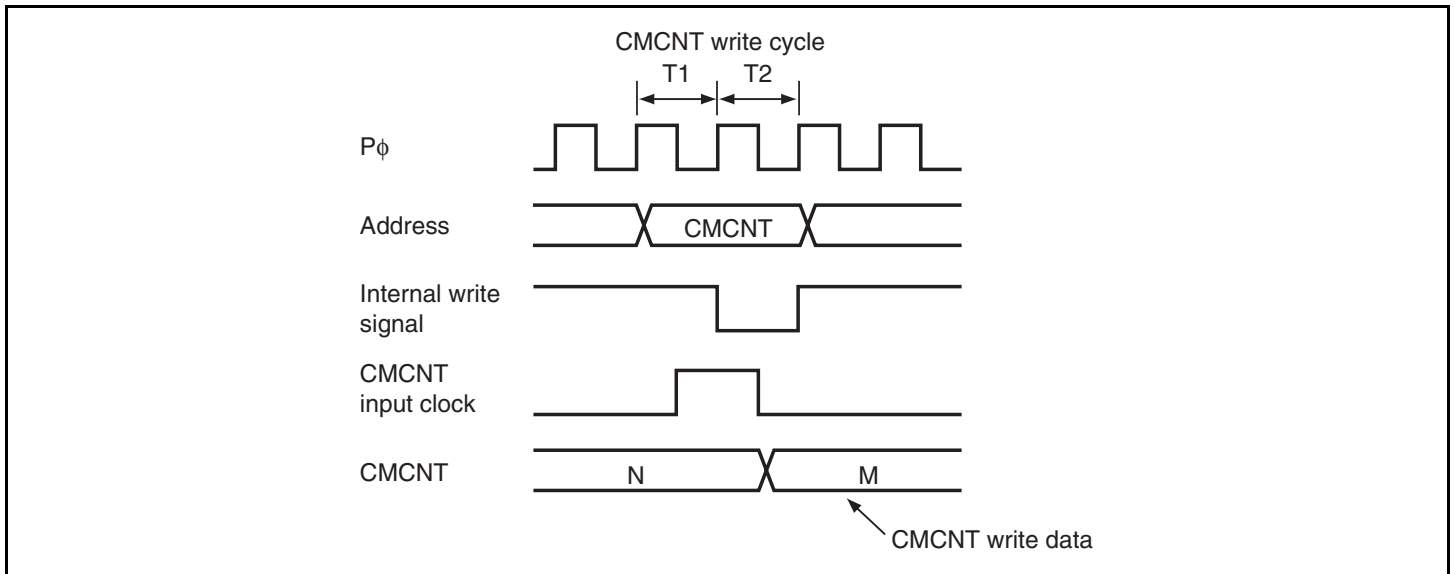 CMCNT write cycle
T1 T2
Pϕ
Address
CMCNT
Internal write
signal
CMCNT
input clock
CMCNT
N
M
CMCNT write data